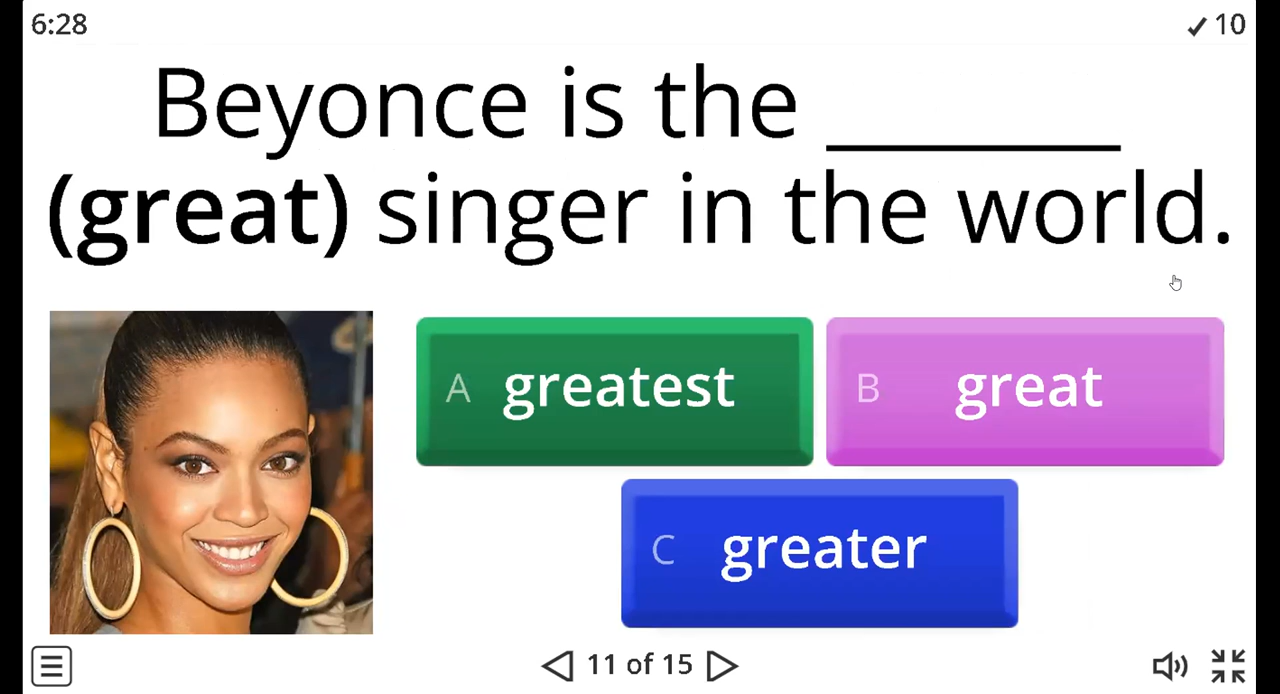 6:28
✓ 10
Beyonce is the ________
(great) singer in the world.
A greatest
B great
C greater
11 of 15